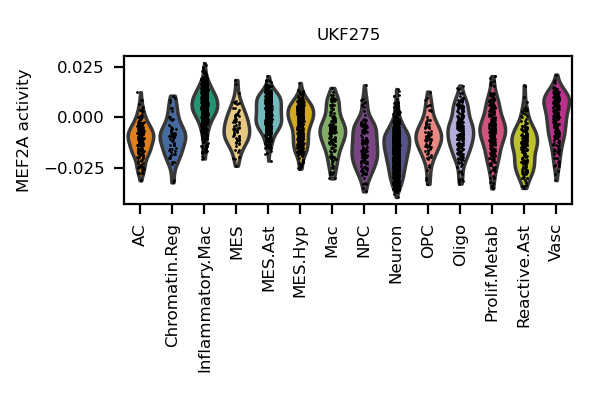 UKF275
MEF2A activity
0.025
0.000
−0.025
AC
Chromatin.Reg
Inflammatory.Mac
MES
MES.Ast
MES.Hyp
Mac
NPC
Neuron
OPC
Oligo
Prolif.Metab
Reactive.Ast
Vasc